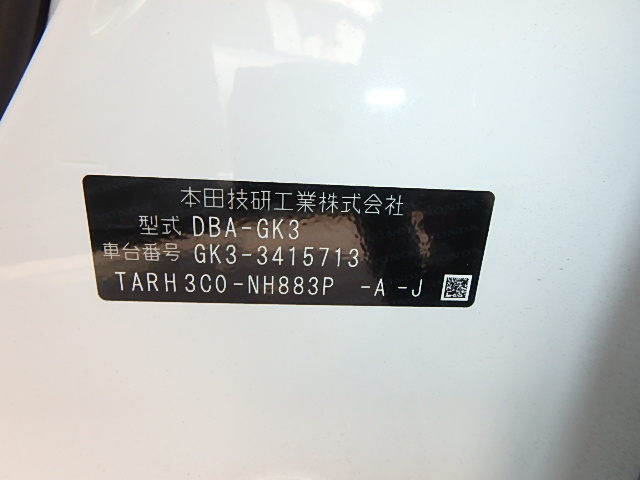 本田技研工業株式会社
型式 DBA-GK3
車台番号 GK3-3415713
TARH3C0-NH883P -A -J